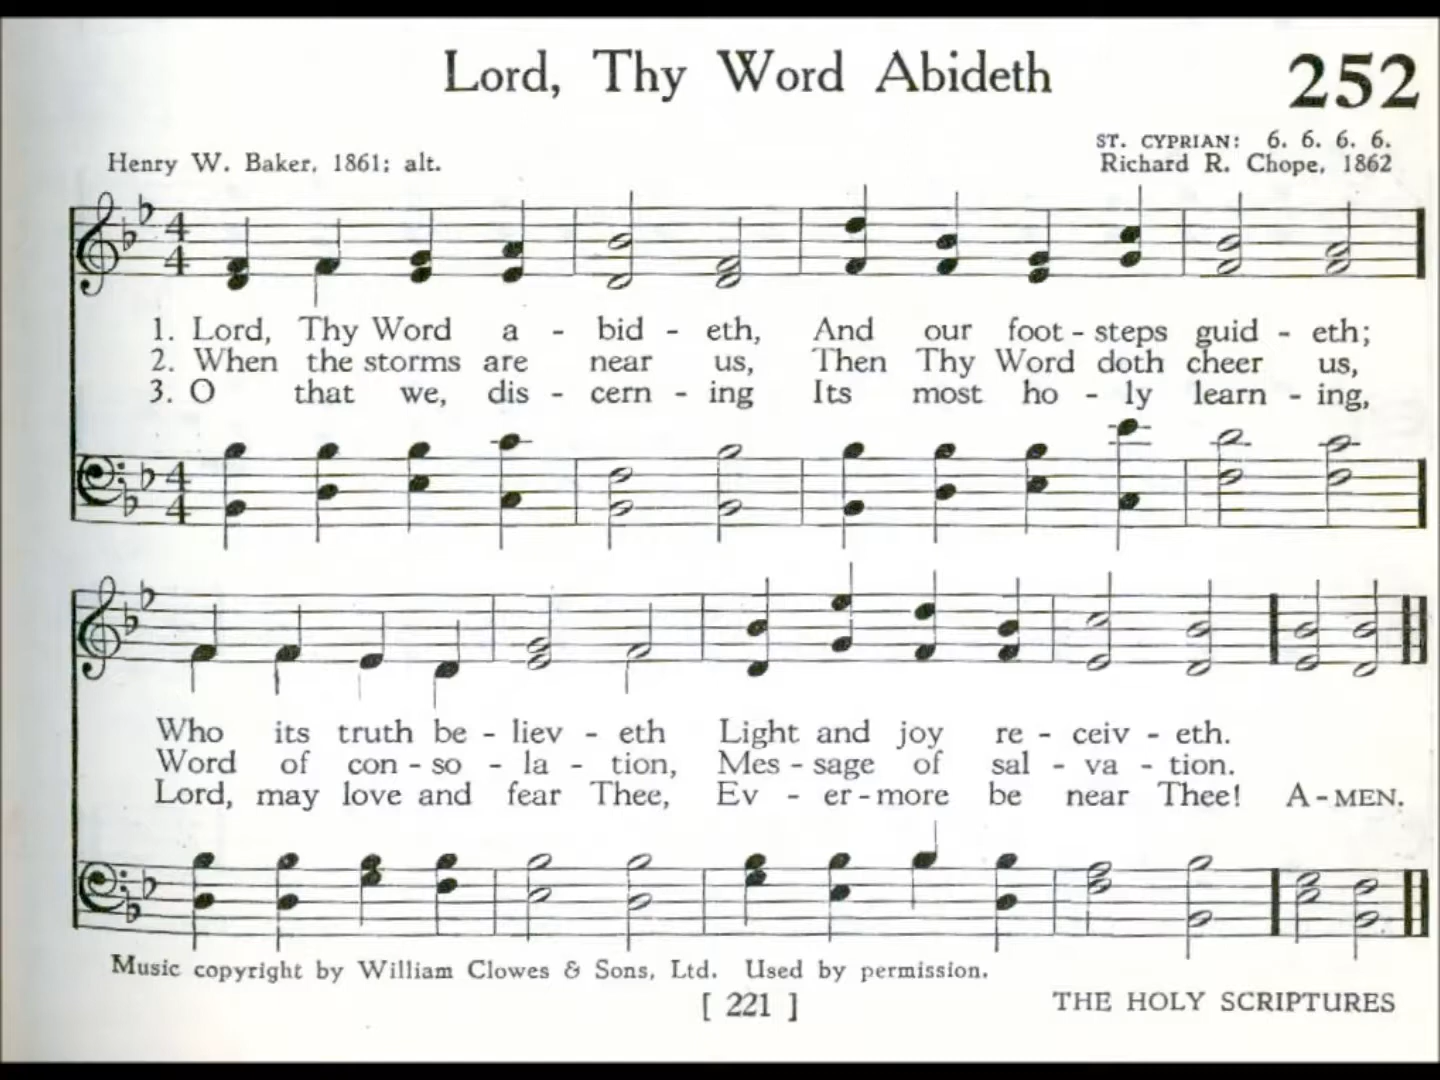 Lord, Thy Word Abideth
252
ST. CYPRIAN: 6. 6. 6. 6.
Henry W. Baker, 1861; alt.
Richard R. Chope, 1862
4
4
1. Lord, Thy Word a - bid - eth, And our foot - steps guid - eth;
2. When the storms are near us, Then Thy Word doth cheer us,
3. O that we, dis - cern - ing Its most ho - ly learn - ing,
4
4
Who its truth be - liev - eth Light and joy re - ceiv - eth.
Word of con - so - la - tion, Mes - sage of sal - va - tion.
Lord, may love and fear Thee, Ev - er - more be near Thee! A - MEN.
Music copyright by William Clowes & Sons, Ltd. Used by permission.
[ 221 ]
THE HOLY SCRIPTURES